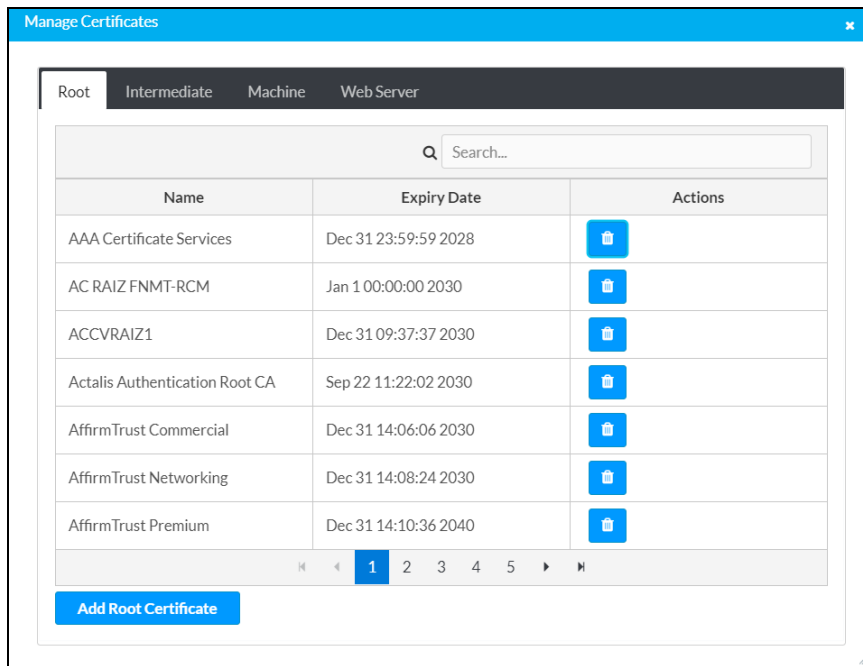 Manage Certificates
Root Intermediate Machine Web Server
Search...
Name Expiry Date Actions
AAA Certificate Services Dec 31 23:59:59 2028
AC RAIZ FNMT-RCM Jan 1 00:00:00 2030
ACCVRAIZ1 Dec 31 09:37:37 2030
Actalis Authentication Root CA Sep 22 11:22:02 2030
AffirmTrust Commercial Dec 31 14:06:06 2030
AffirmTrust Networking Dec 31 14:08:24 2030
AffirmTrust Premium Dec 31 14:10:36 2040
1 2 3 4 5
Add Root Certificate